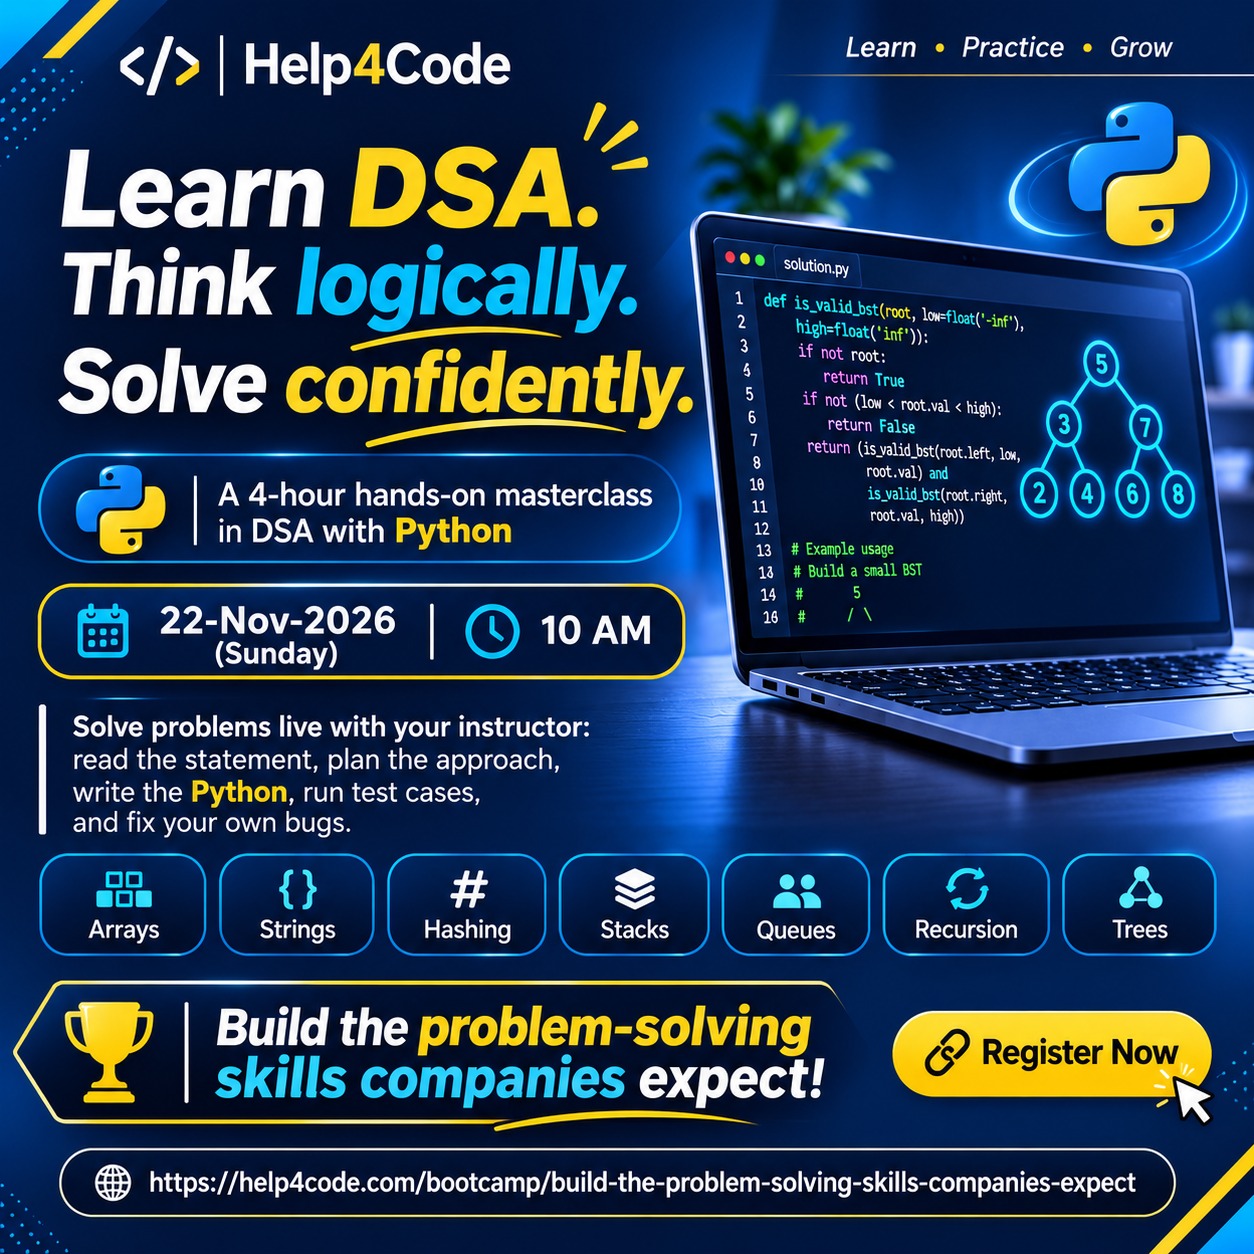 </> | Help4Code
Learn • Practice • Grow
Learn DSA.
Think logically.
Solve confidently.
A 4-hour hands-on masterclass
in DSA with Python
22-Nov-2026
(Sunday)
10 AM
Solve problems live with your instructor:
read the statement, plan the approach,
write the Python, run test cases,
and fix your own bugs.
solution.py
1 def is_valid_bst(root, low=float('-inf'),
2 high=float('inf')):
3 if not root:
4 return True
5 if not (low < root.val < high):
6 return False
7 return (is_valid_bst(root.left, low,
8 root.val) and
10 is_valid_bst(root.right,
11 root.val, high))
12
13 # Example usage
13 # Build a small BST
14 # 5
16 # / \
5
3 7
2 4 6 8
Arrays
Strings
# Hashing
Stacks
Queues
Recursion
Trees
Build the problem-solving
skills companies expect!
Register Now
https://help4code.com/bootcamp/build-the-problem-solving-skills-companies-expect